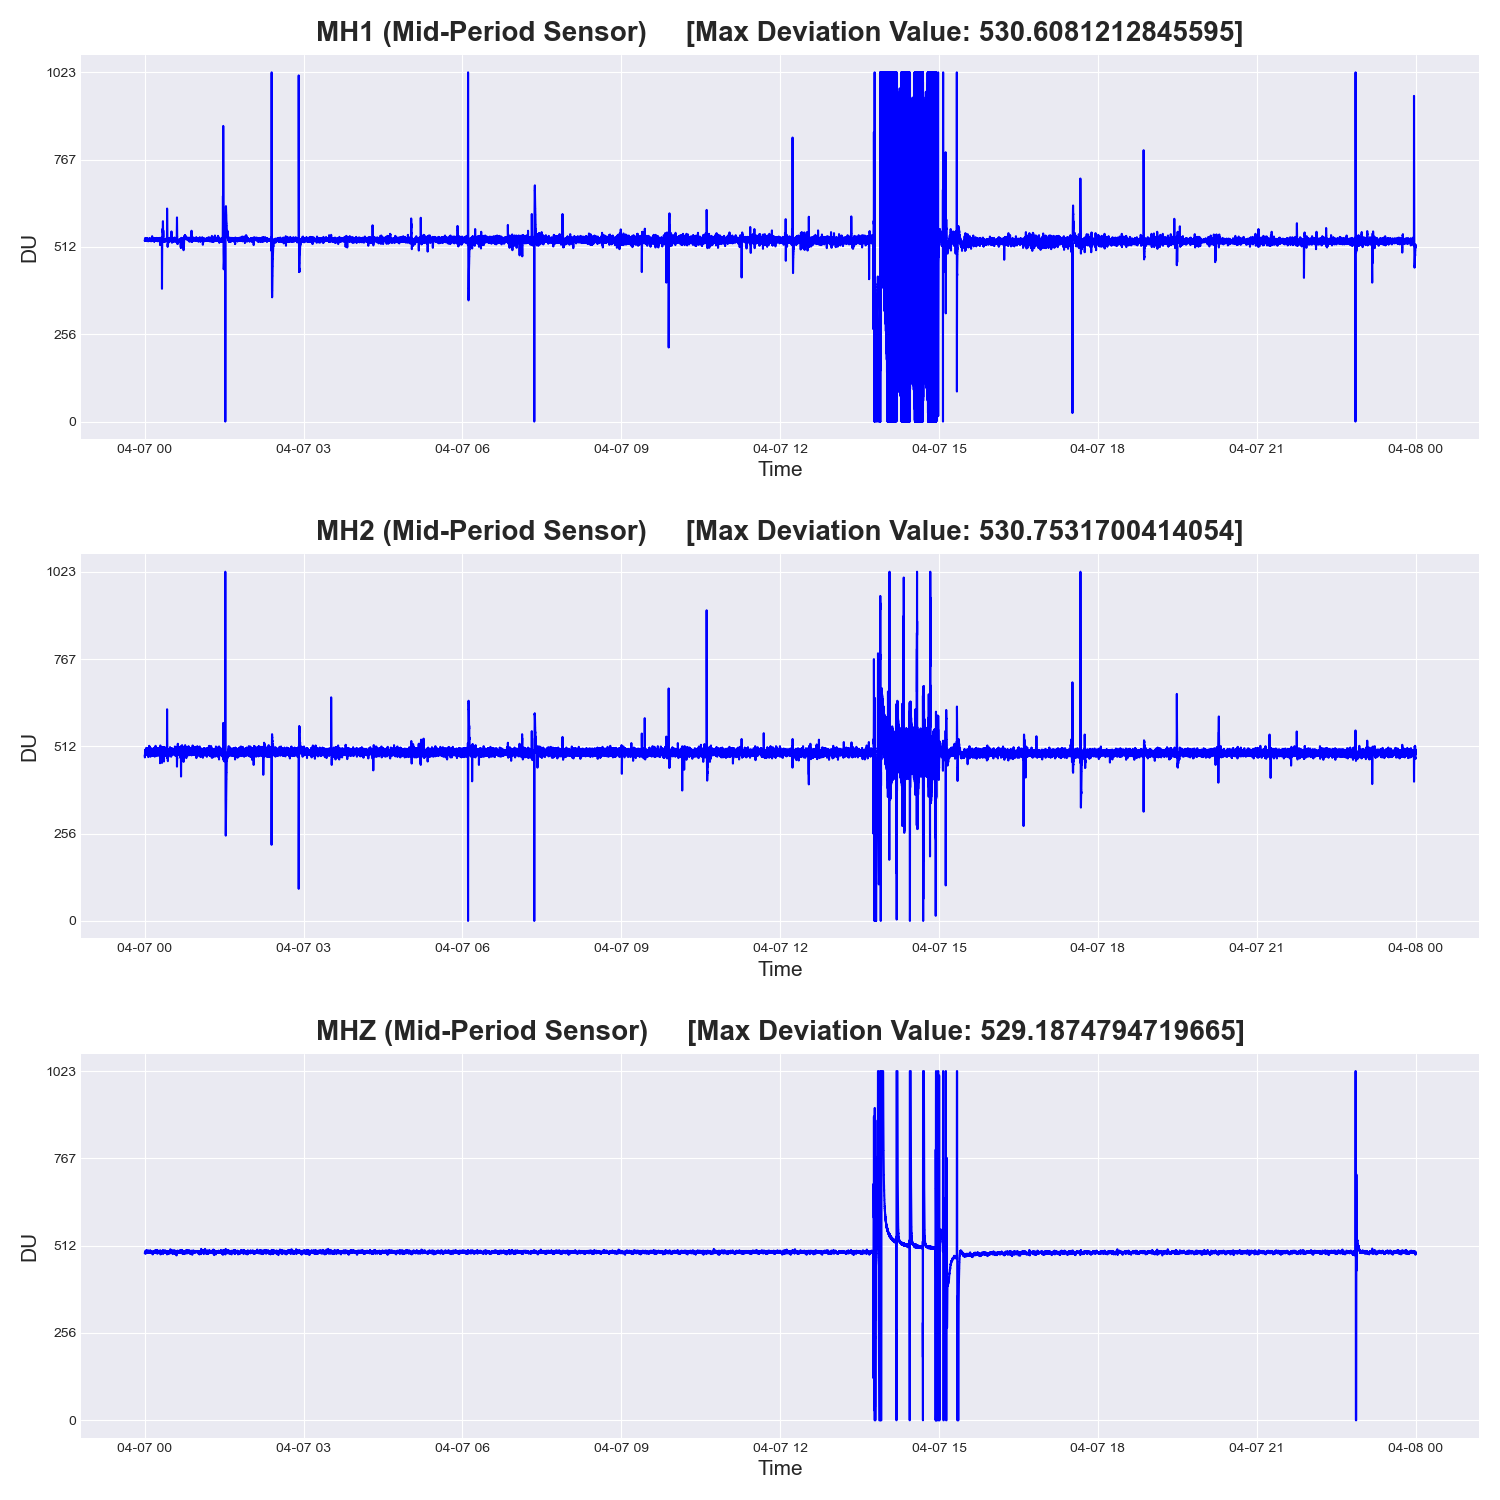 MH1 (Mid-Period Sensor) [Max Deviation Value: 530.6081212845595]
1023
767
512
256
0
DU
04-07 00 04-07 03 04-07 06 04-07 09 04-07 12 04-07 15 04-07 18 04-07 21 04-08 00
Time
MH2 (Mid-Period Sensor) [Max Deviation Value: 530.7531700414054]
1023
767
512
256
0
DU
04-07 00 04-07 03 04-07 06 04-07 09 04-07 12 04-07 15 04-07 18 04-07 21 04-08 00
Time
MHZ (Mid-Period Sensor) [Max Deviation Value: 529.1874794719665]
1023
767
512
256
0
DU
04-07 00 04-07 03 04-07 06 04-07 09 04-07 12 04-07 15 04-07 18 04-07 21 04-08 00
Time